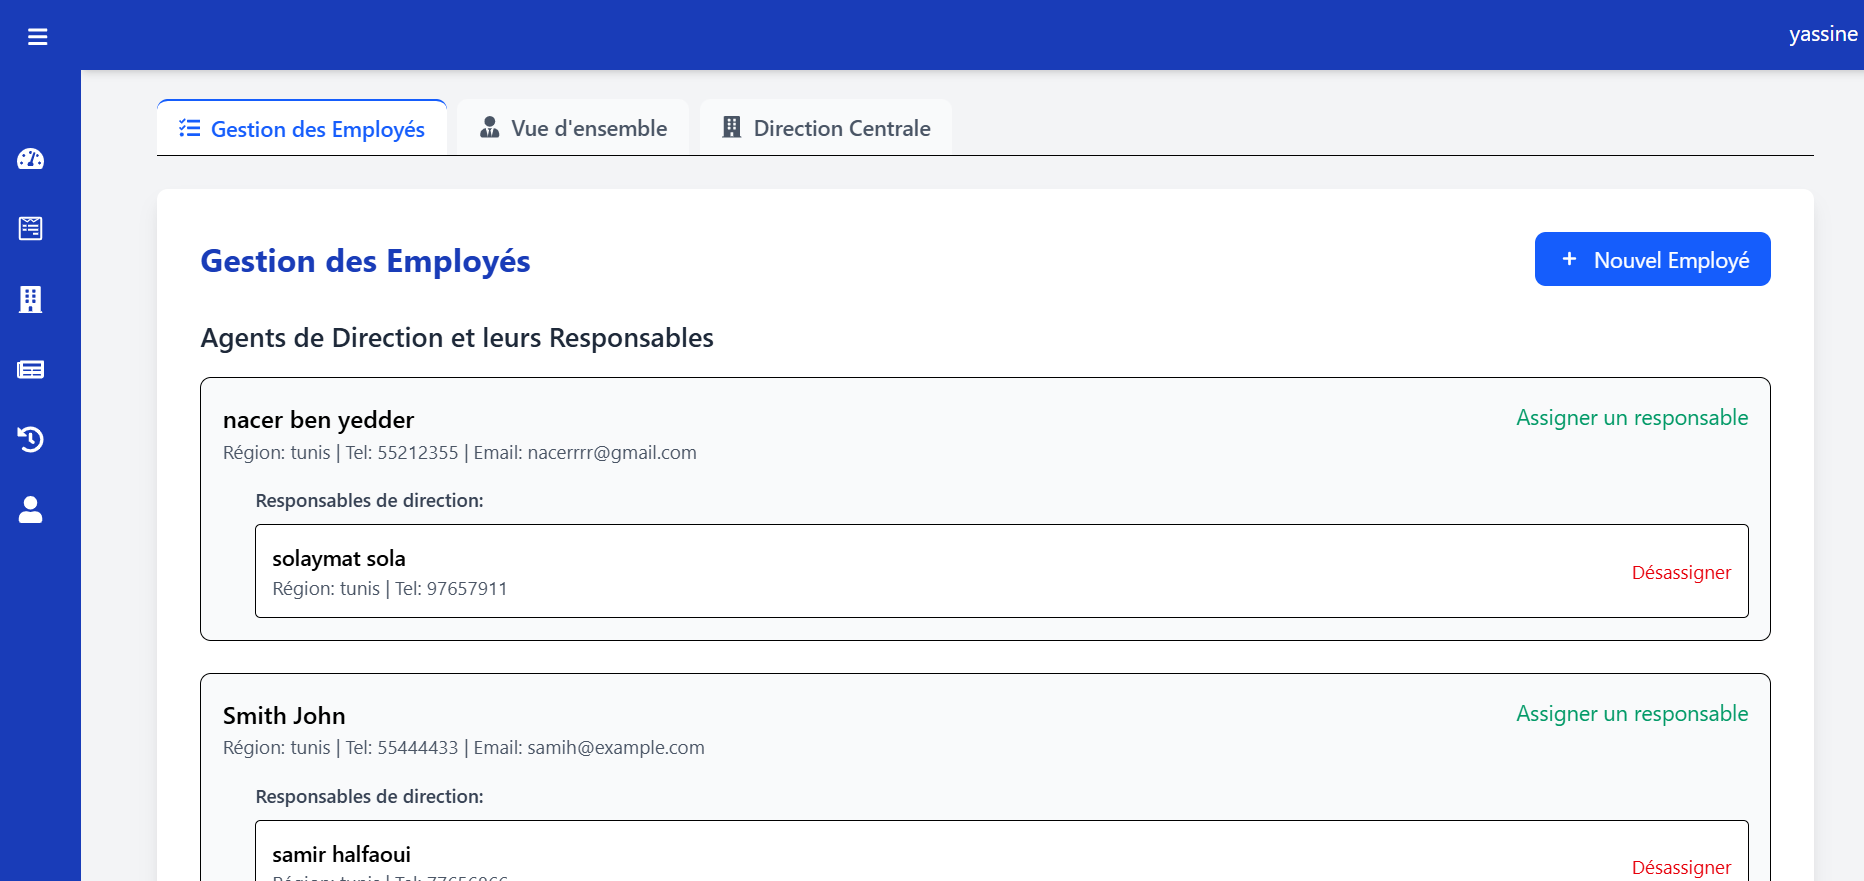 yassine
Gestion des Employés
Vue d'ensemble
Direction Centrale
Gestion des Employés
+ Nouvel Employé
Agents de Direction et leurs Responsables
nacer ben yedder
Assigner un responsable
Région: tunis | Tel: 55212355 | Email: nacerrrr@gmail.com
Responsables de direction:
solaymat sola
Région: tunis | Tel: 97657911
Désassigner
Smith John
Assigner un responsable
Région: tunis | Tel: 55444433 | Email: samih@example.com
Responsables de direction:
samir halfaoui
Désassigner
Région: tunis | Tel: